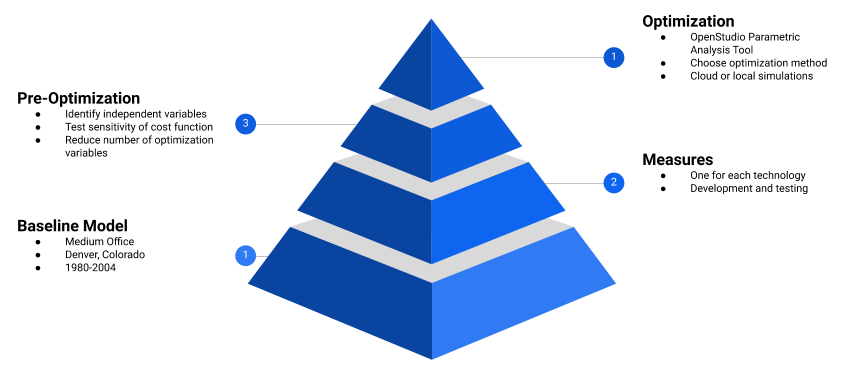 Optimization
● OpenStudio Parametric
Analysis Tool
● Choose optimization method
● Cloud or local simulations
1
Pre-Optimization
● Identify independent variables
● Test sensitivity of cost function
● Reduce number of optimization
variables
3
Measures
● One for each technology
● Development and testing
2
Baseline Model
● Medium Office
● Denver, Colorado
● 1980-2004
1